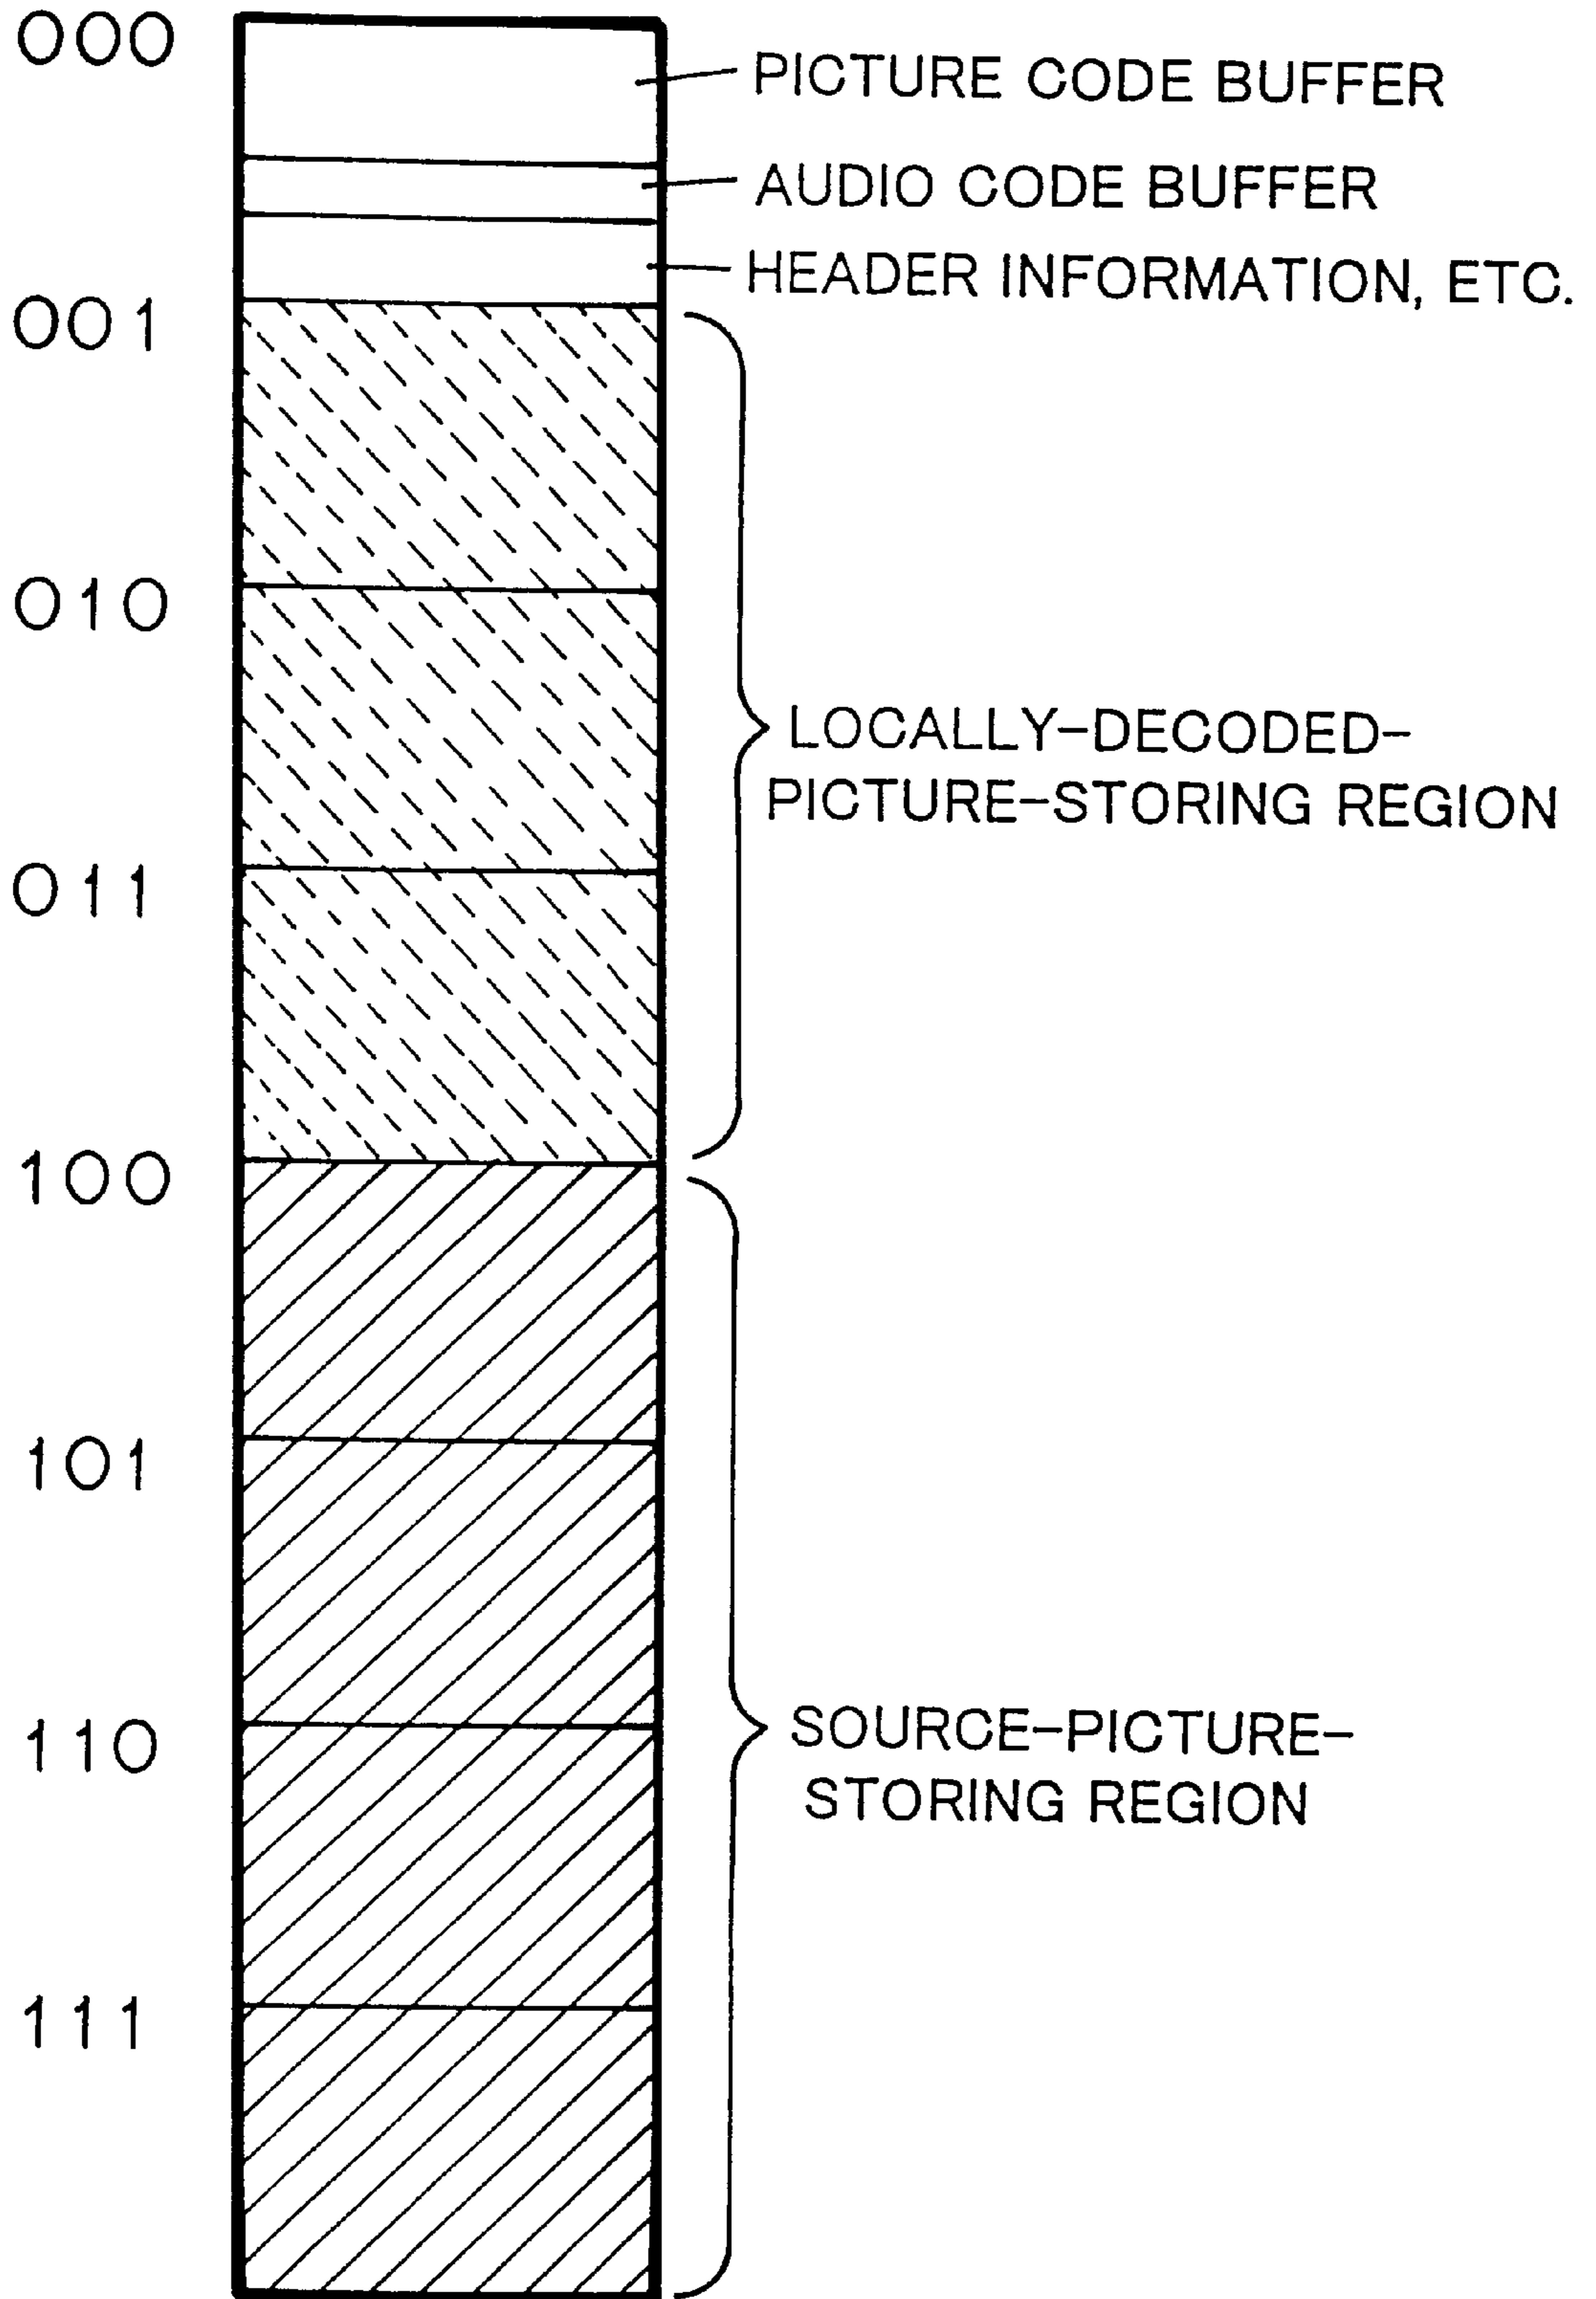 000
PICTURE CODE BUFFER
AUDIO CODE BUFFER
HEADER INFORMATION, ETC.
001
010
LOCALLY-DECODED-
PICTURE-STORING REGION
011
100
101
110
SOURCE-PICTURE-
STORING REGION
111